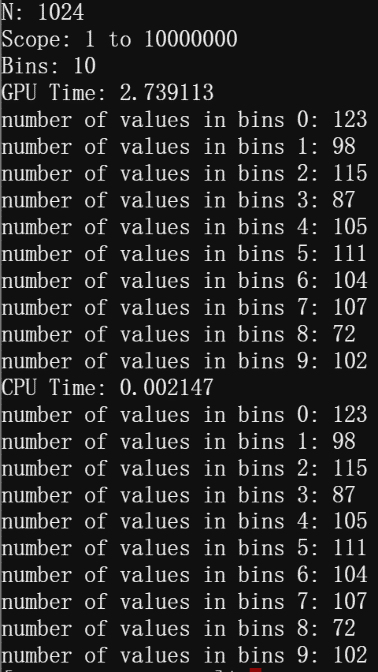 N: 1024
Scope: 1 to 10000000
Bins: 10
GPU Time: 2.739113
number of values in bins 0: 123
number of values in bins 1: 98
number of values in bins 2: 115
number of values in bins 3: 87
number of values in bins 4: 105
number of values in bins 5: 111
number of values in bins 6: 104
number of values in bins 7: 107
number of values in bins 8: 72
number of values in bins 9: 102
CPU Time: 0.002147
number of values in bins 0: 123
number of values in bins 1: 98
number of values in bins 2: 115
number of values in bins 3: 87
number of values in bins 4: 105
number of values in bins 5: 111
number of values in bins 6: 104
number of values in bins 7: 107
number of values in bins 8: 72
number of values in bins 9: 102